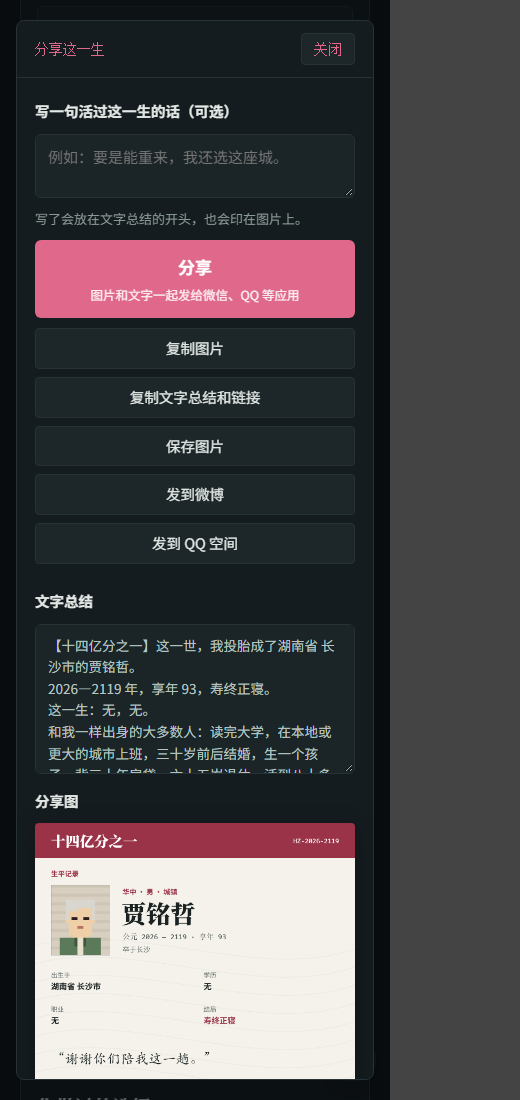 分享这一生
关闭
写一句活过这一生的话（可选）
例如：要是能重来，我还选这座城。
写了会放在文字总结的开头，也会印在图片上。
分享
图片和文字一起发给微信、QQ 等应用
复制图片
复制文字总结和链接
保存图片
发到微博
发到 QQ 空间
文字总结
【十四亿分之一】这一世，我投胎成了湖南省 长
沙市的贾铭哲。
2026—2119 年，享年 93，寿终正寝。
这一生：无，无。
和我一样出身的大多数人：读完大学，在本地或
更大的城市上班，三十岁前后结婚，生一个孩
分享图
十四亿分之一
HZ-2026-2119
生平记录
华中 · 男 · 城镇
贾铭哲
公元 2026 — 2119 · 享年 93
卒于长沙
出生于
学历
湖南省 长沙市
无
职业
结局
无
寿终正寝
“谢谢你们陪我这一趟。”